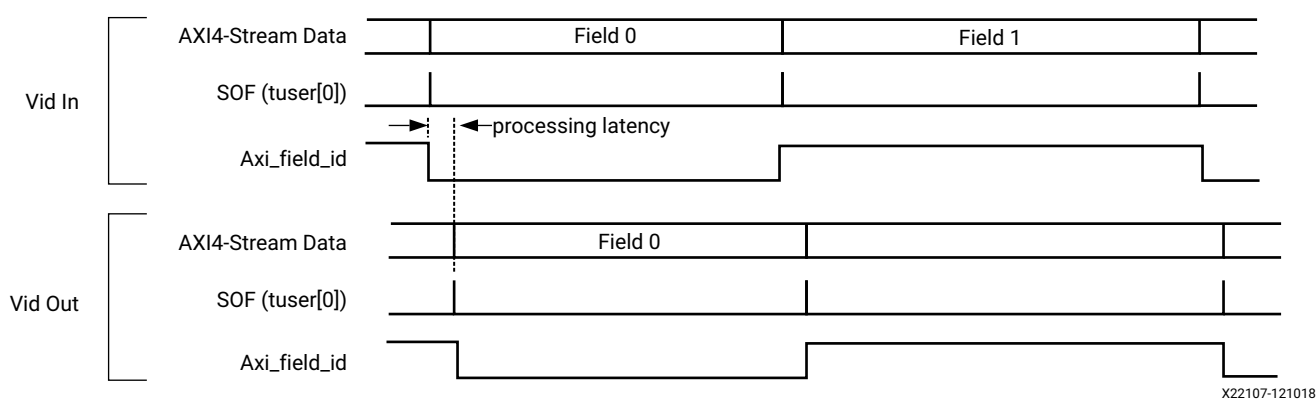 AXI4-Stream Data
Field 0
Field 1
SOF (tuser[0])
Vid In
processing latency
Axi_field_id
AXI4-Stream Data
Field 0
SOF (tuser[0])
Vid Out
Axi_field_id
X22107-121018